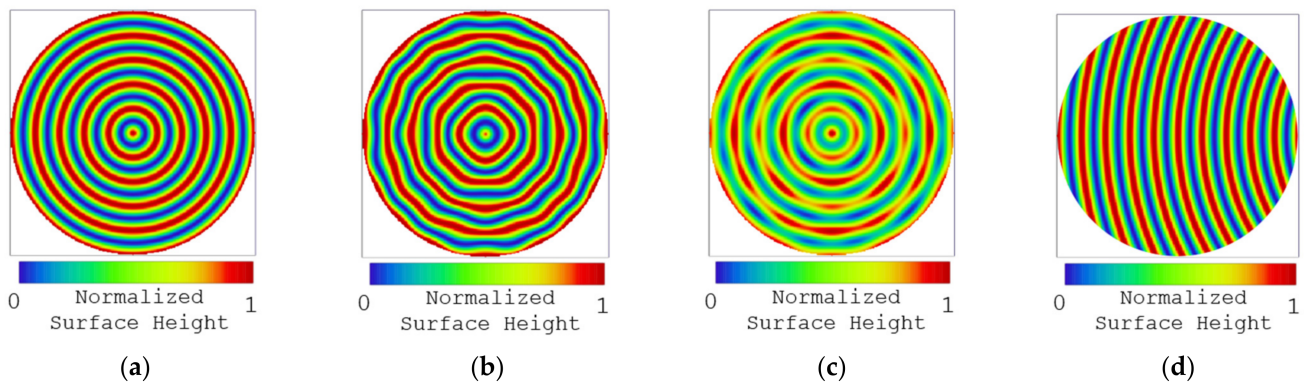 0 Normalized 1
Surface Height
0 Normalized 1
Surface Height
0 Normalized 1
Surface Height
0 Normalized 1
Surface Height
(a)
(b)
(c)
(d)